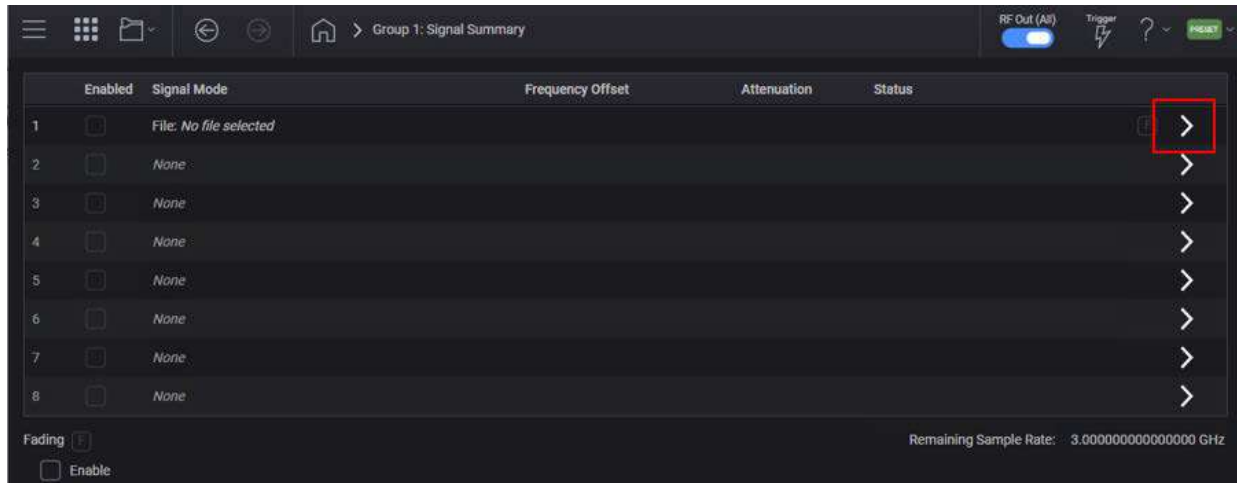 RF Out (All)
Trigger
> Group 1: Signal Summary
?
PRESET
Enabled Signal Mode Frequency Offset Attenuation Status
1 File: No file selected F
2 None
3 None
4 None
5 None
6 None
7 None
8 None
Fading F Remaining Sample Rate: 3.000000000000000 GHz
Enable